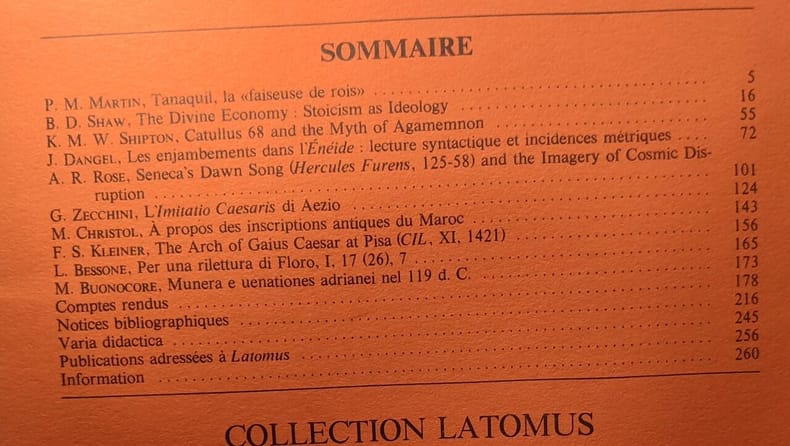 SOMMAIRE
P. M. MARTIN, Tanaquil, la «faiseuse de rois» 5
B. D. SHAW, The Divine Economy : Stoicism as Ideology 16
K. M. W. SHIPTON, Catullus 68 and the Myth of Agamemnon 55
J. DANGEL, Les enjambements dans l'Énéide : lecture syntactique et incidences métriques 72
A. R. ROSE, Seneca's Dawn Song (Hercules Furens, 125-58) and the Imagery of Cosmic Dis-
ruption 101
G. ZECCHINI, L'Imitatio Caesaris di Aezio 124
M. CHRISTOL, À propos des inscriptions antiques du Maroc 143
F. S. KLEINER, The Arch of Gaius Caesar at Pisa (CIL, XI, 1421) 156
L. BESSONE, Per una rilettura di Floro, I, 17 (26), 7 165
M. BUONOCORE, Munera e uenationes adrianei nel 119 d. C. 173
Comptes rendus 178
Notices bibliographiques 216
Varia didactica 245
Publications adressées à Latomus 256
Information 260
COLLECTION LATOMUS